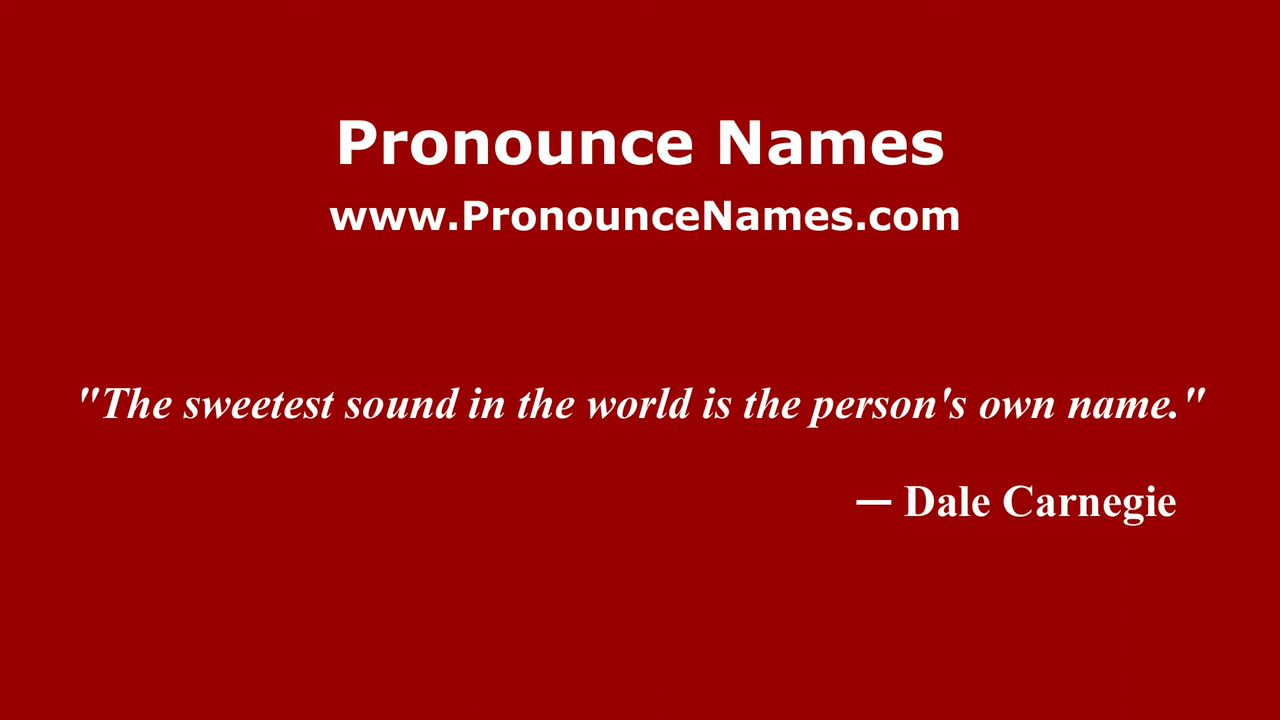 Pronounce Names
www.PronounceNames.com
"The sweetest sound in the world is the person's own name."
— Dale Carnegie